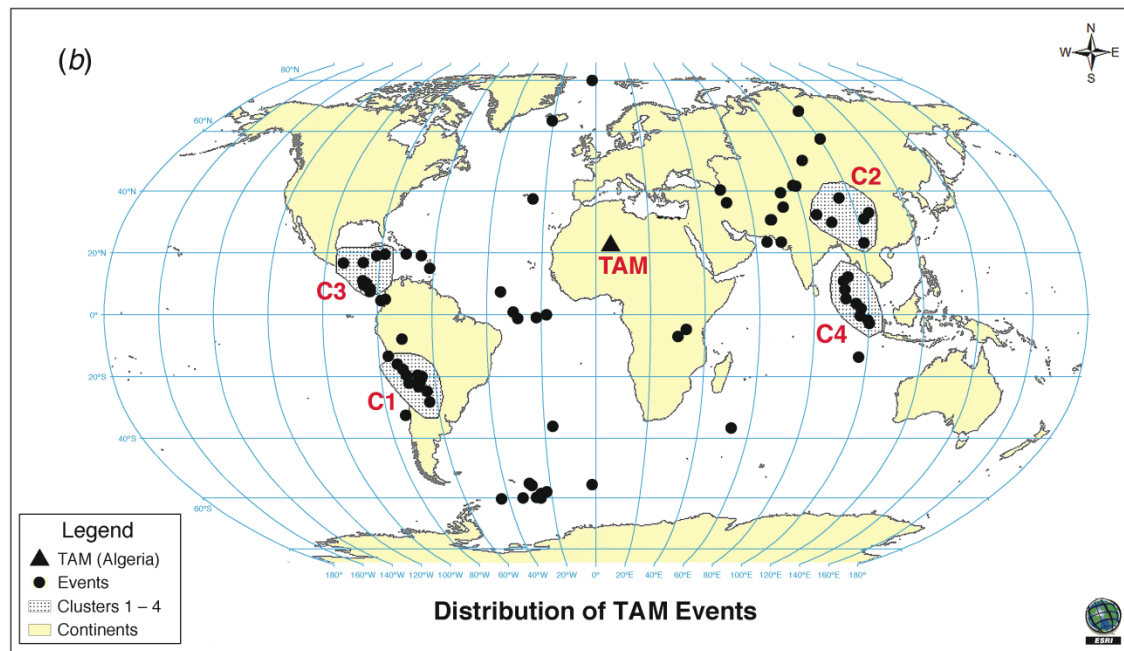 (b)
N
W E
S
80°N
60°N
40°N
20°N
0°
20°S
40°S
60°S
C2
TAM
C3
C4
C1
180° 160°W 140°W 120°W 100°W 80°W 60°W 40°W 20°W 0° 20°E 40°E 60°E 80°E 100°E 120°E 140°E 160°E 180°
Legend
TAM (Algeria)
Events
Clusters 1 – 4
Continents
Distribution of TAM Events
ESRI